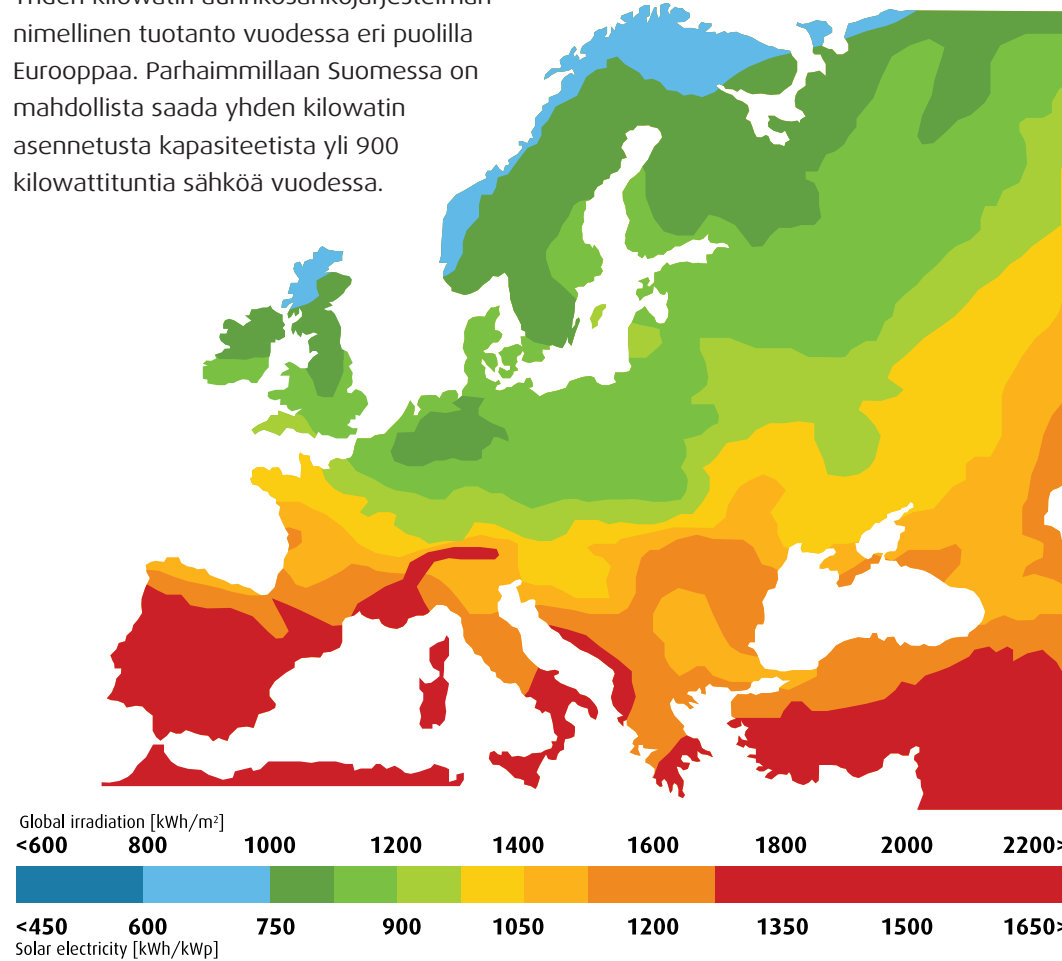 nimellinen tuotanto vuodessa eri puolilla
Eurooppaa. Parhaimmillaan Suomessa on
mahdollista saada yhden kilowatin
asennetusta kapasiteetista yli 900
kilowattituntia sähköä vuodessa.
Global irradiation [kWh/m²]
<600 800 1000 1200 1400 1600 1800 2000 2200>
<450 600 750 900 1050 1200 1350 1500 1650>
Solar electricity [kWh/kWp]